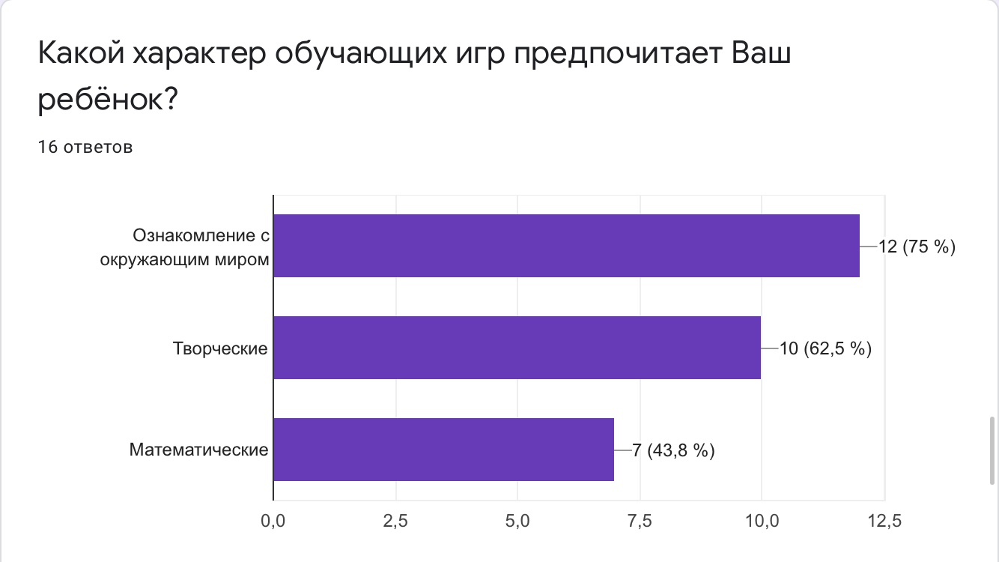 Какой характер обучающих игр предпочитает Ваш
ребёнок?
16 ответов
Ознакомление с
окружающим миром
12 (75 %)
Творческие
10 (62,5 %)
Математические
7 (43,8 %)
0,0 2,5 5,0 7,5 10,0 12,5